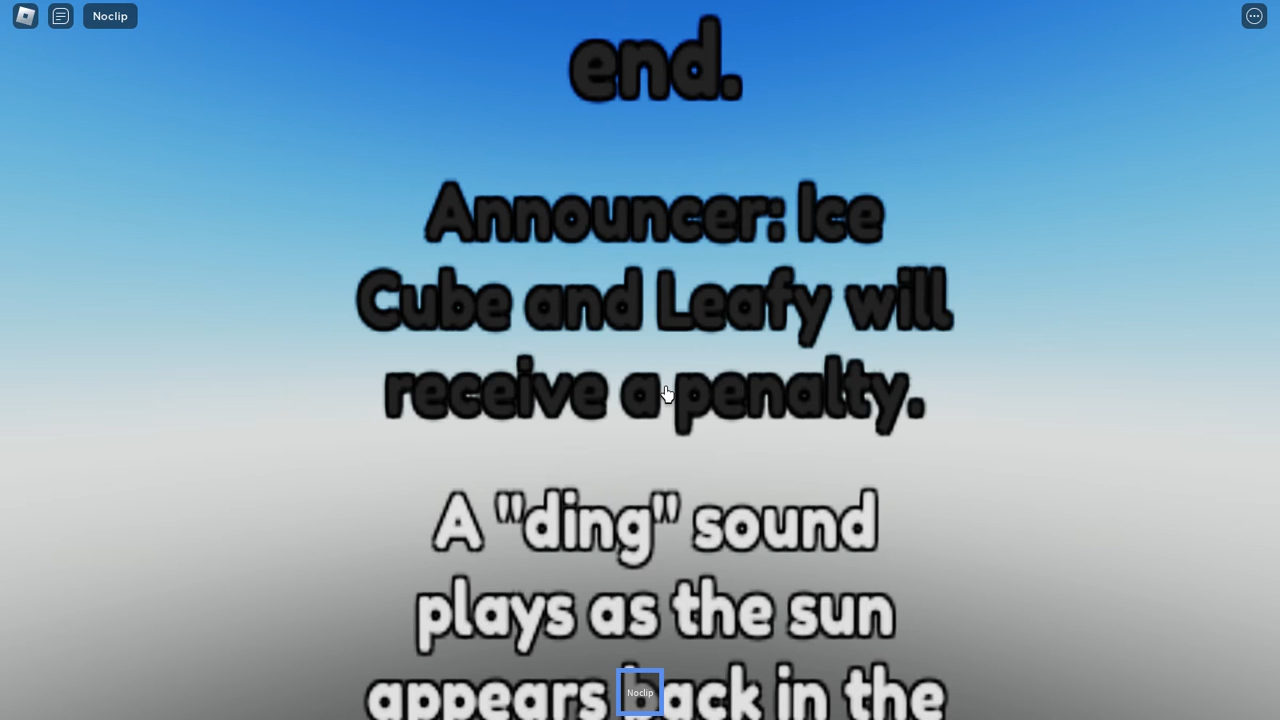 Noclip
end.
Announcer: Ice
Cube and Leafy will
receive a penalty.
A "ding" sound
plays as the sun
appears back in the
Noclip